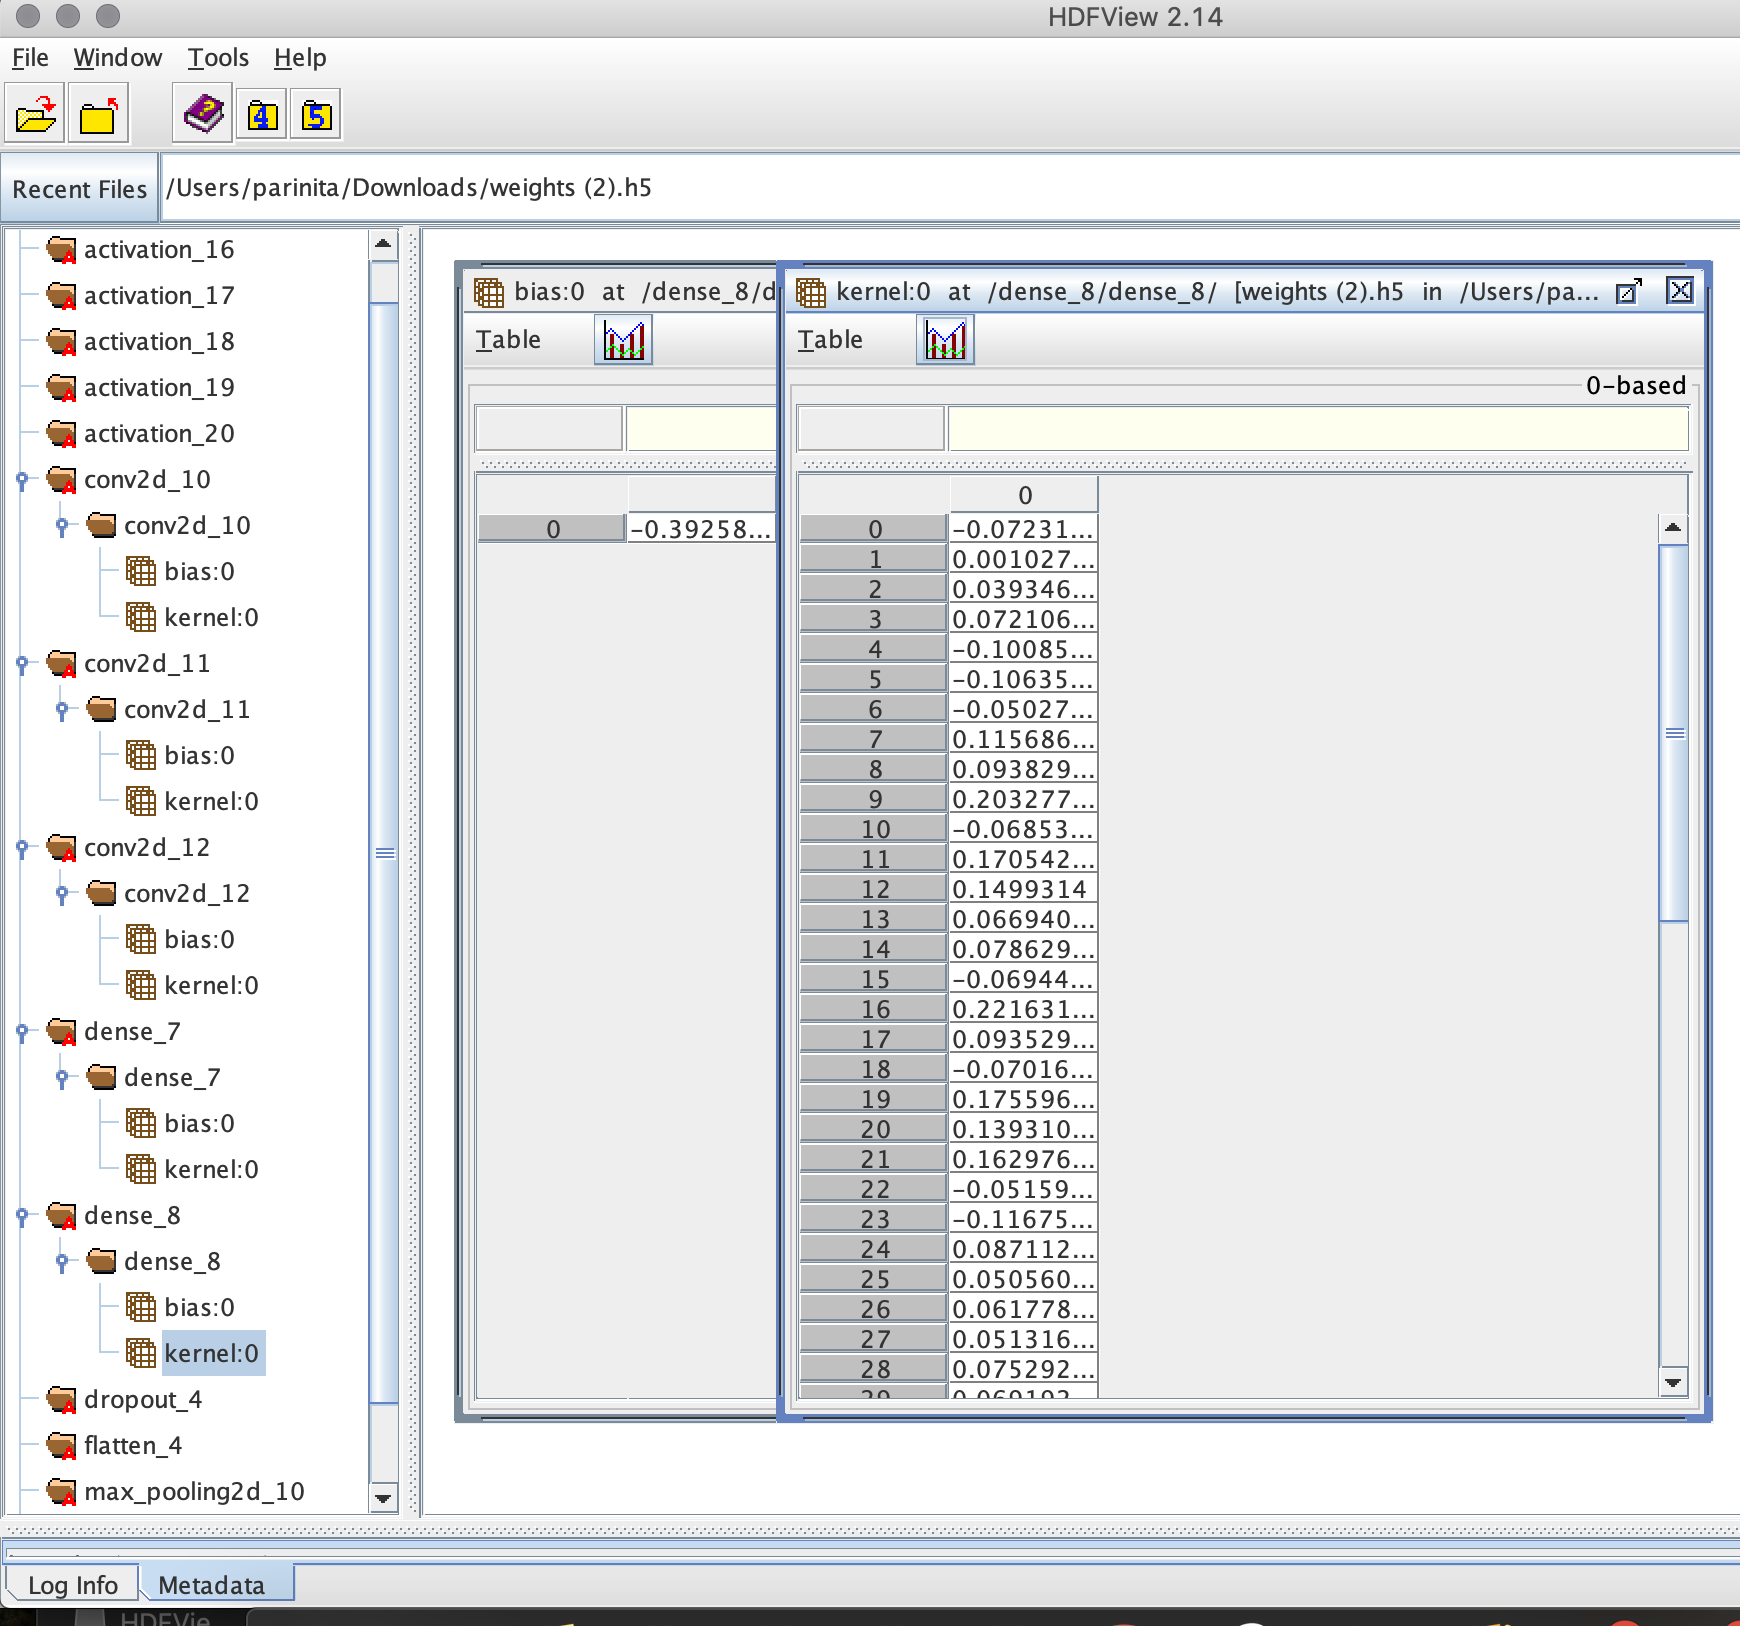 HDFView 2.14
File Window Tools Help
Recent Files /Users/parinita/Downloads/weights (2).h5
activation_16
activation_17
activation_18
activation_19
activation_20
conv2d_10
conv2d_10
bias:0
kernel:0
conv2d_11
conv2d_11
bias:0
kernel:0
conv2d_12
conv2d_12
bias:0
kernel:0
dense_7
dense_7
bias:0
kernel:0
dense_8
dense_8
bias:0
kernel:0
dropout_4
flatten_4
max_pooling2d_10
bias:0 at /dense_8/d
Table
0 -0.39258...
kernel:0 at /dense_8/dense_8/ [weights (2).h5 in /Users/pa...
Table
0-based
0
0 -0.07231...
1 0.001027...
2 0.039346...
3 0.072106...
4 -0.10085...
5 -0.10635...
6 -0.05027...
7 0.115686...
8 0.093829...
9 0.203277...
10 -0.06853...
11 0.170542...
12 0.1499314
13 0.066940...
14 0.078629...
15 -0.06944...
16 0.221631...
17 0.093529...
18 -0.07016...
19 0.175596...
20 0.139310...
21 0.162976...
22 -0.05159...
23 -0.11675...
24 0.087112...
25 0.050560...
26 0.061778...
27 0.051316...
28 0.075292...
Log Info Metadata
HDFVie